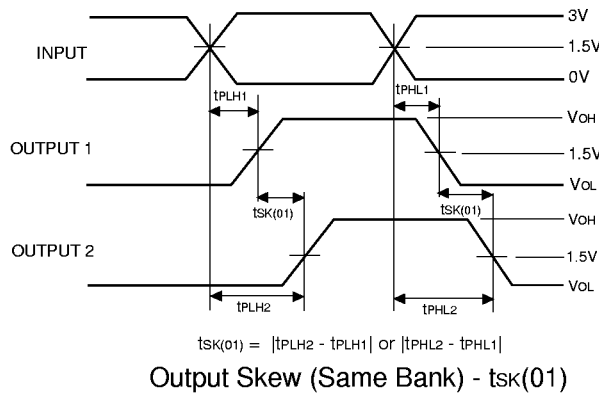 INPUT
3V
1.5V
0V
tPLH1
tPHL1
OUTPUT 1
VOH
1.5V
VOL
tSK(01)
tSK(01)
OUTPUT 2
VOH
1.5V
VOL
tPLH2
tPHL2
tSK(01) = |tPLH2 - tPLH1| or |tPHL2 - tPHL1|
Output Skew (Same Bank) - tSK(01)